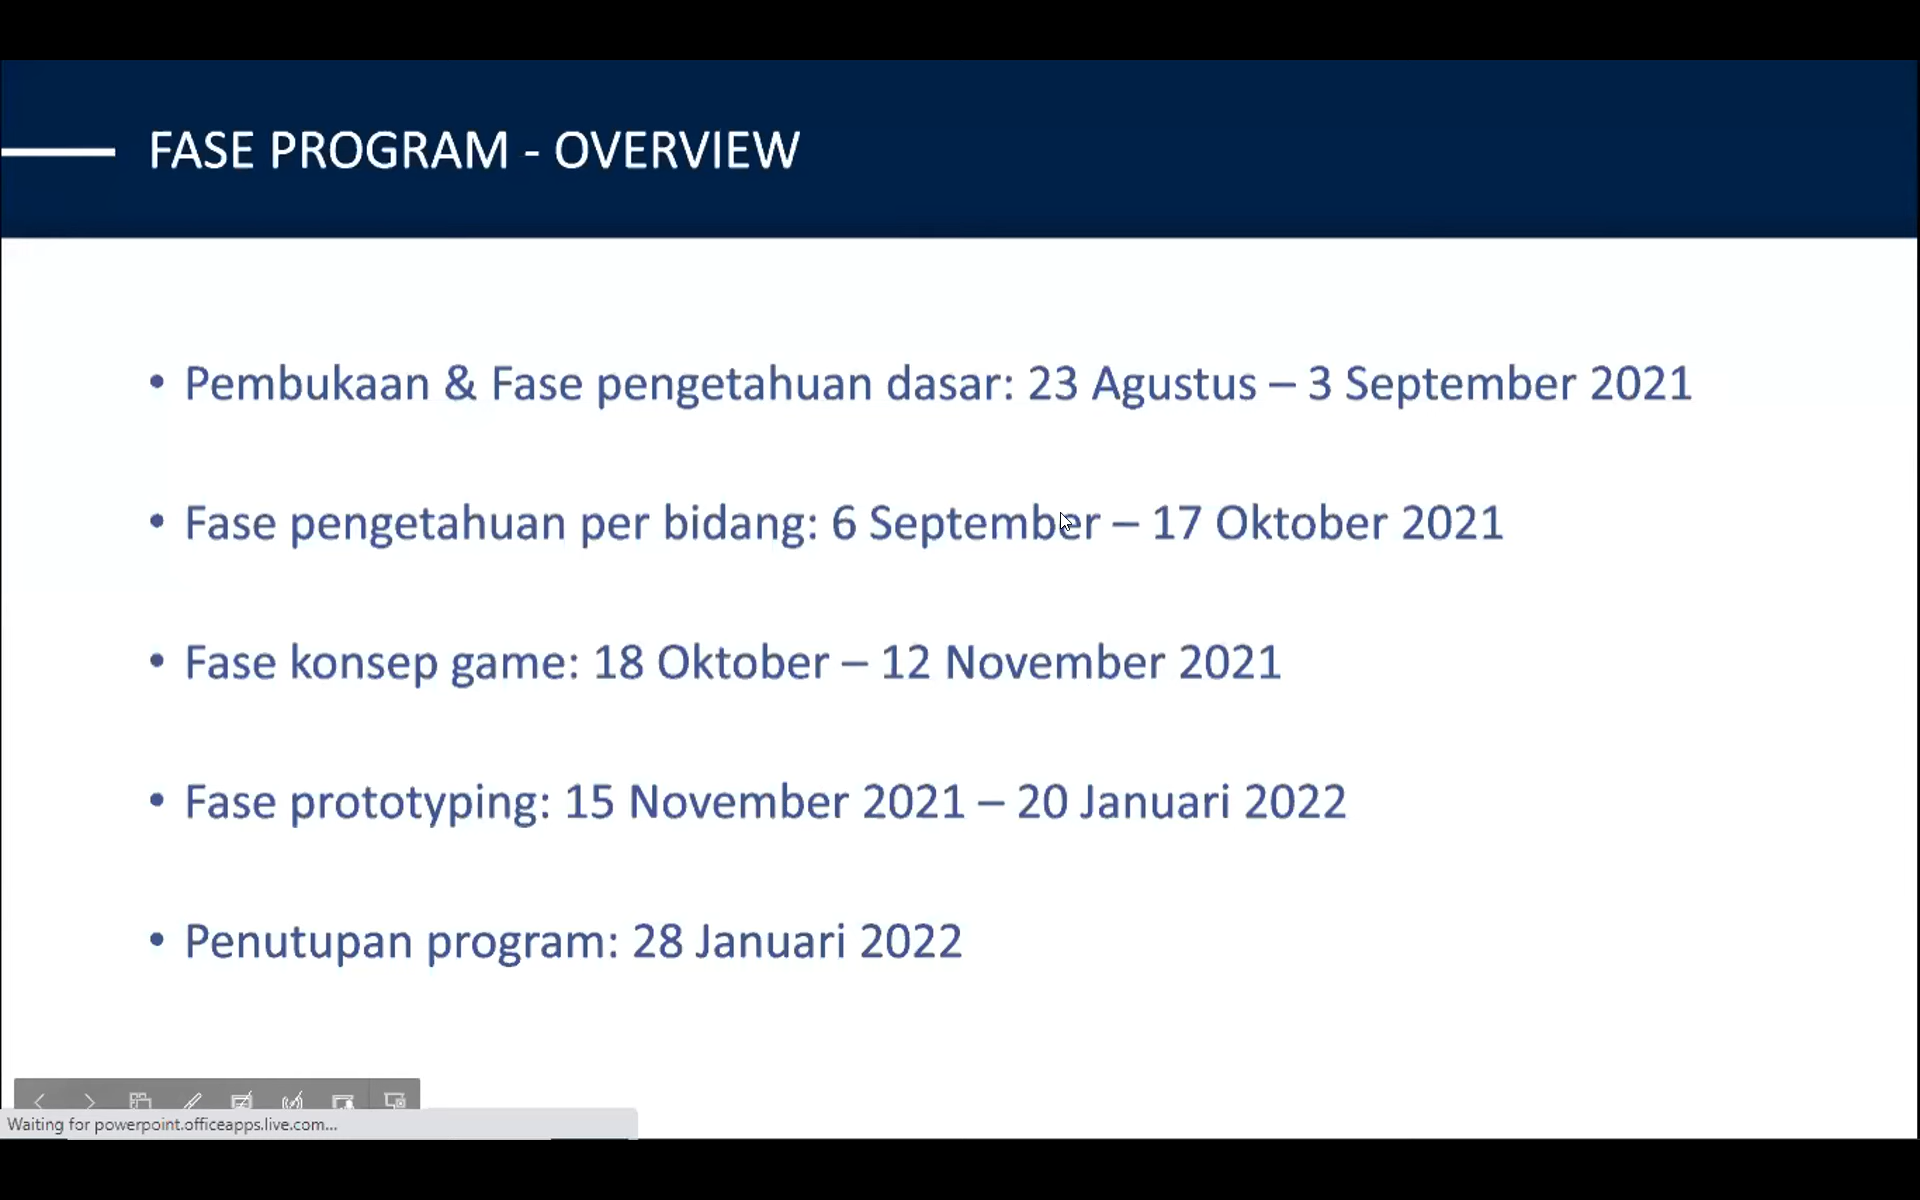 FASE PROGRAM - OVERVIEW
• Pembukaan & Fase pengetahuan dasar: 23 Agustus – 3 September 2021
• Fase pengetahuan per bidang: 6 September – 17 Oktober 2021
• Fase konsep game: 18 Oktober – 12 November 2021
• Fase prototyping: 15 November 2021 – 20 Januari 2022
• Penutupan program: 28 Januari 2022
Waiting for powerpoint.officeapps.live.com...